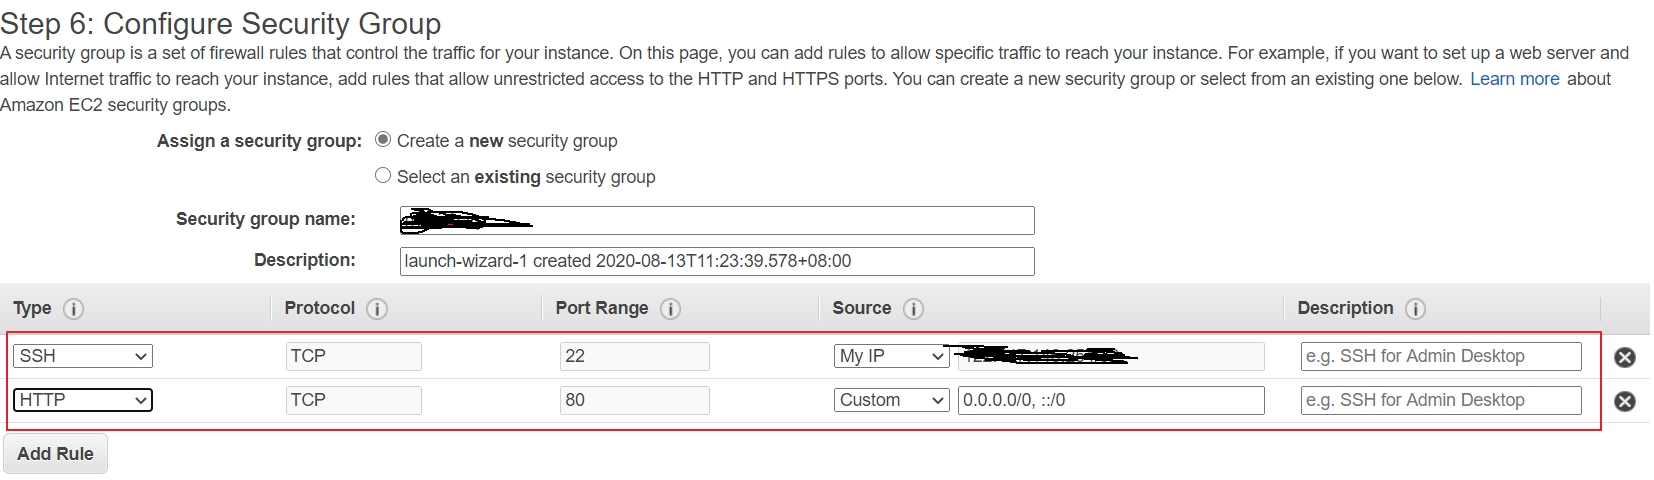 Step 6: Configure Security Group
A security group is a set of firewall rules that control the traffic for your instance. On this page, you can add rules to allow specific traffic to reach your instance. For example, if you want to set up a web server and
allow Internet traffic to reach your instance, add rules that allow unrestricted access to the HTTP and HTTPS ports. You can create a new security group or select from an existing one below. Learn more about
Amazon EC2 security groups.
Assign a security group: Create a new security group
Select an existing security group
Security group name:
Description: launch-wizard-1 created 2020-08-13T11:23:39.578+08:00
Type i Protocol i Port Range i Source i Description i
SSH TCP 22 My IP e.g. SSH for Admin Desktop
HTTP TCP 80 Custom 0.0.0.0/0, ::/0 e.g. SSH for Admin Desktop
Add Rule